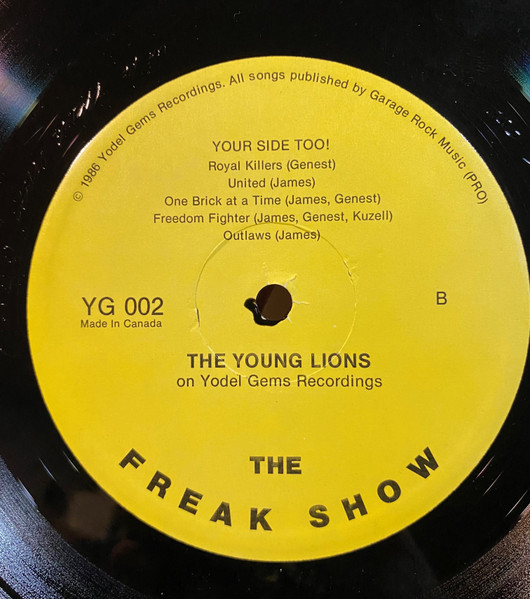 © 1986 Yodel Gems Recordings. All songs published by Garage Rock Music (PRO)
YOUR SIDE TOO!
Royal Killers (Genest)
United (James)
One Brick at a Time (James, Genest)
Freedom Fighter (James, Genest, Kuzell)
Outlaws (James)
YG 002
Made In Canada
B
THE YOUNG LIONS
on Yodel Gems Recordings
THE
FREAK SHOW